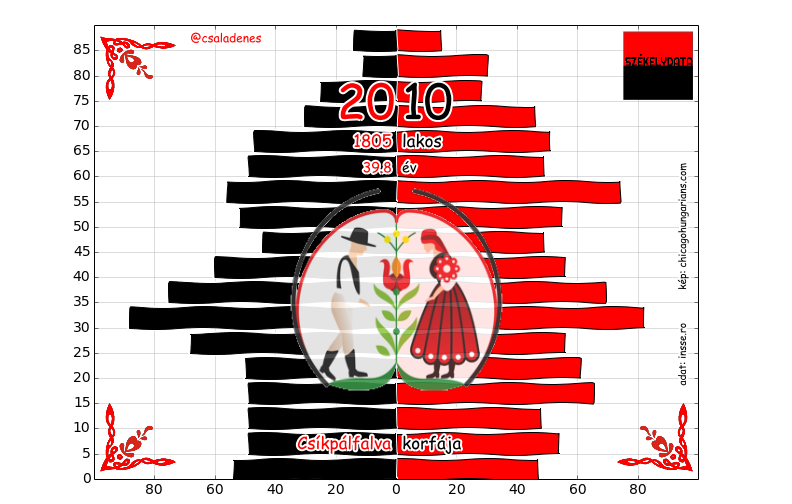 @csaladenes
SZÉKELYDATA
2010
1805 lakos
39.8 év
kép: chicagohungarians.com
adat: insse.ro
Csíkpálfalva korfája
85
80
75
70
65
60
55
50
45
40
35
30
25
20
15
10
5
0
80 60 40 20 0 20 40 60 80